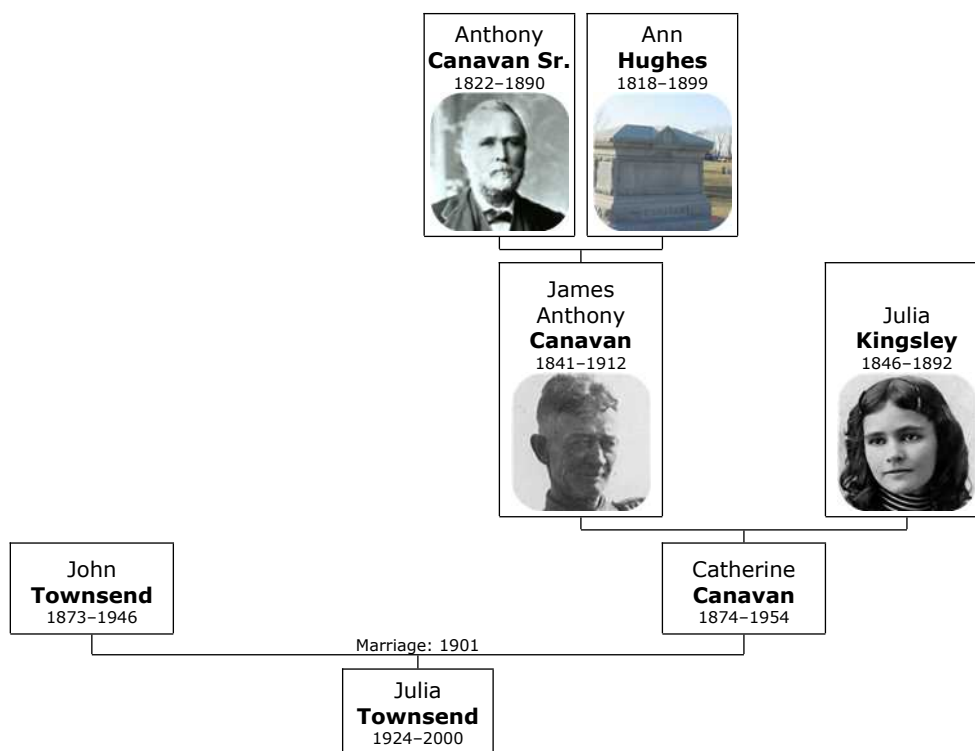 Anthony
Canavan Sr.
1822–1890
Ann
Hughes
1818–1899
James
Anthony
Canavan
1841–1912
Julia
Kingsley
1846–1892
John
Townsend
1873–1946
Catherine
Canavan
1874–1954
Marriage: 1901
Julia
Townsend
1924–2000